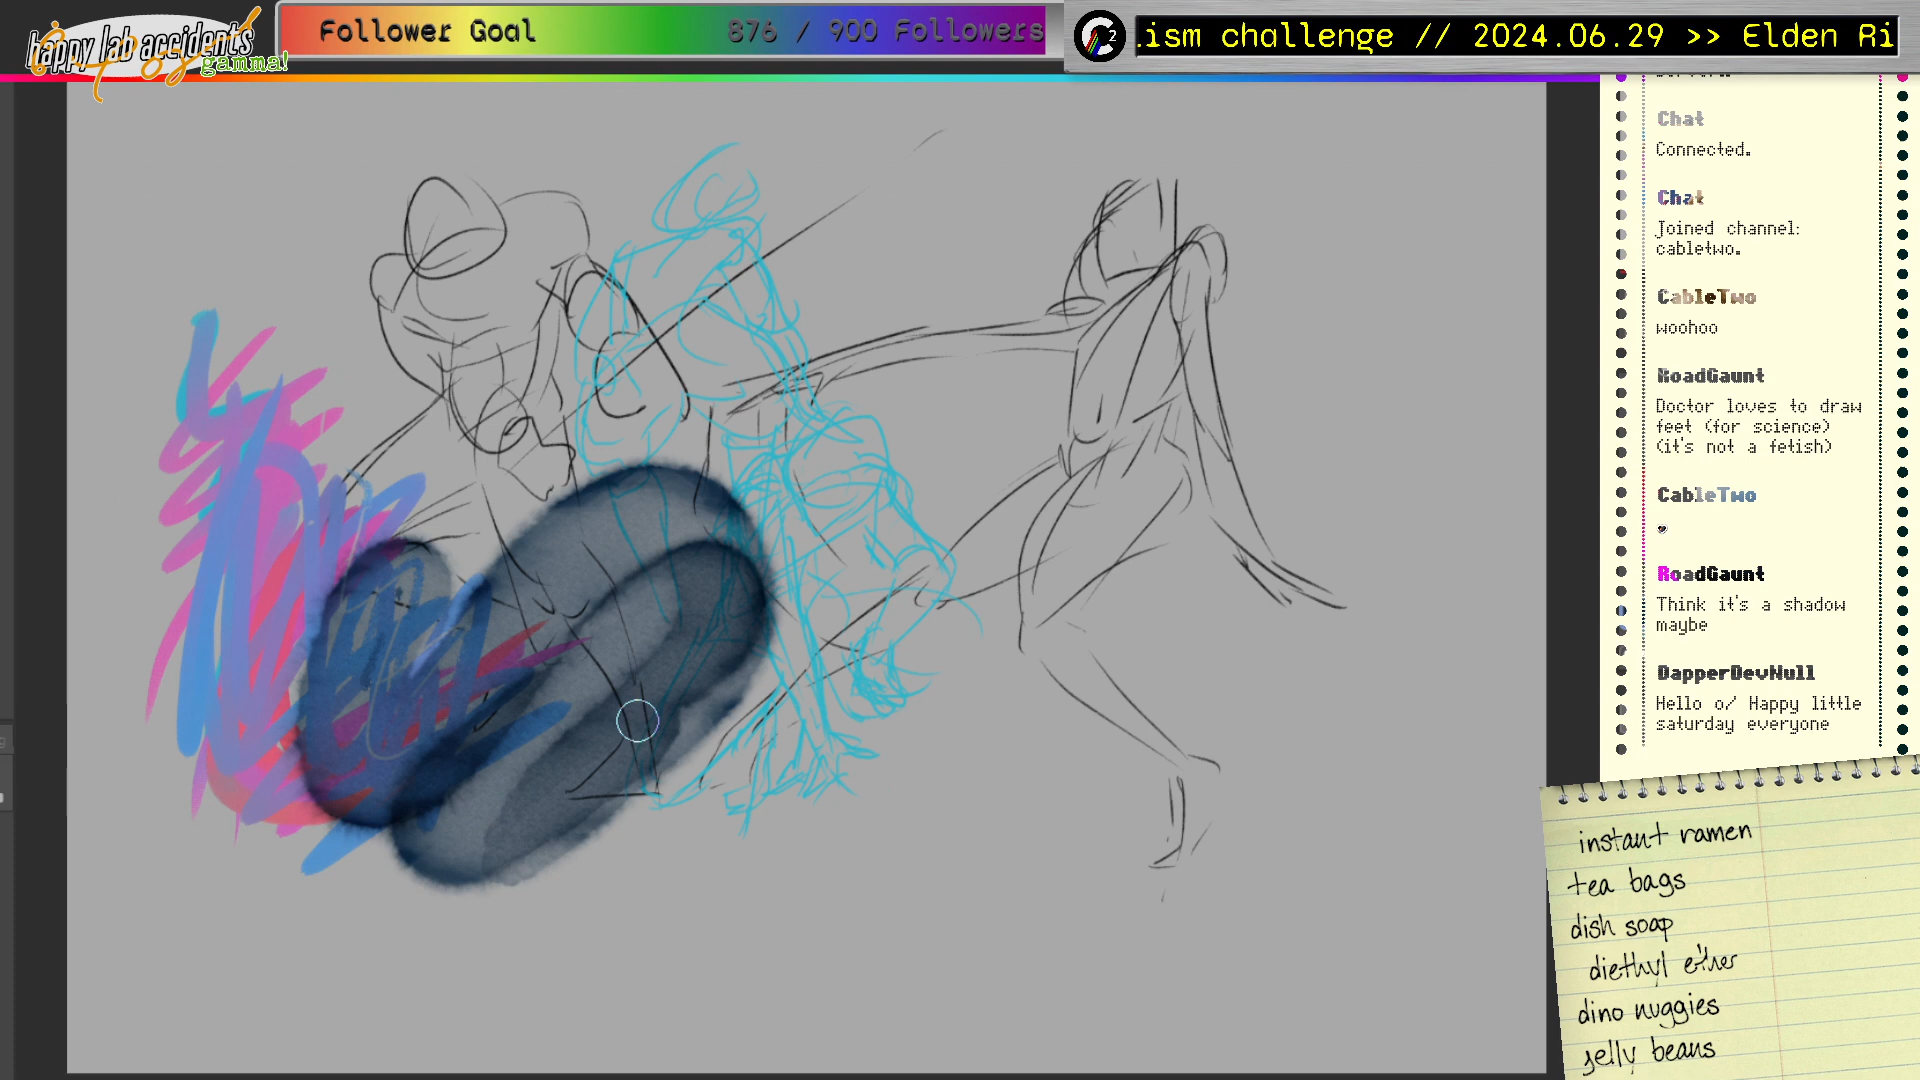 happy lab accidents
gamma!
Follower Goal
876 / 900 Followers
.ism challenge // 2024.06.29 >> Elden Ri
Chat
Connected.
Chat
Joined channel:
cabletwo.
CableTwo
woohoo
RoadGaunt
Doctor loves to draw
feet (for science)
(it's not a fetish)
CableTwo
RoadGaunt
Think it's a shadow
maybe
DapperDevNull
Hello o/ Happy little
saturday everyone
instant ramen
tea bags
dish soap
diethyl ether
dino nuggies
jelly beans